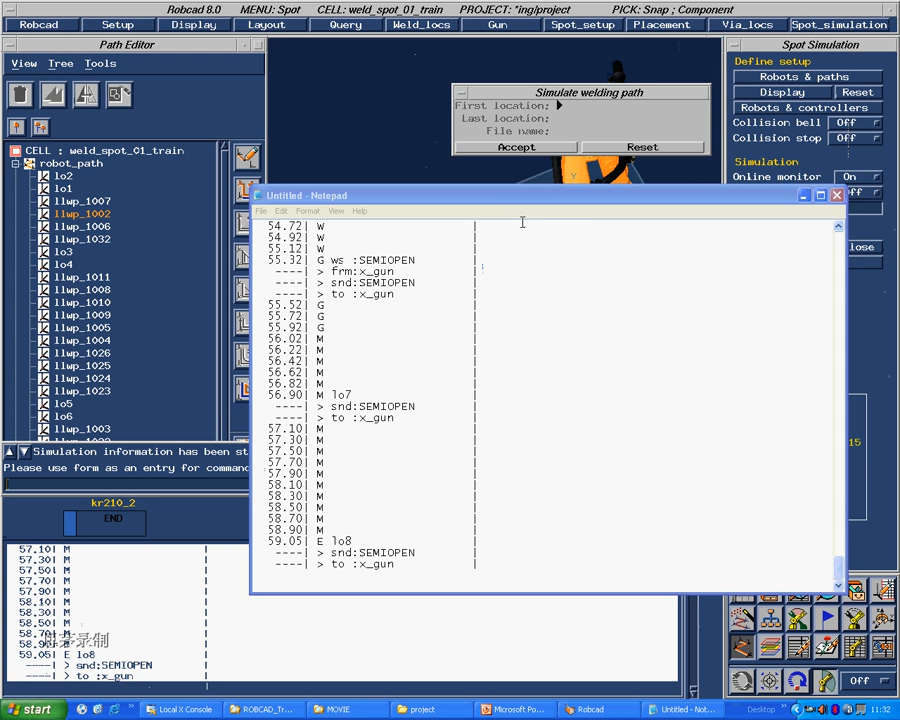 Robcad 8.0 MENU: Spot CELL: weld_spot_01_train PROJECT: *ing/project PICK: Snap ; Component
Robcad Setup Display Layout Query Weld_locs Gun Spot_setup Placement Via_locs Spot_simulation
Path Editor
View Tree Tools
CELL : weld_spot_01_train
robot_path
lo2
lo1
llwp_1007
llwp_1002
llwp_1006
llwp_1032
lo3
lo4
llwp_1011
llwp_1008
llwp_1010
llwp_1009
llwp_1005
llwp_1004
llwp_1026
llwp_1025
llwp_1024
llwp_1023
lo5
lo6
llwp_1003
Simulation information has been st
Please use form as an entry for comman
kr210_2
END
57.10| M |
57.30| M |
57.50| M |
57.70| M |
57.90| M |
58.10| M |
58.30| M |
58.50| M |
58.70| M |
58.90| M |
59.05| E lo8 |
----| > snd:SEMIOPEN |
----| > to :x_gun |
Simulate welding path
First location:
Last location:
File name:
Accept Reset
Untitled - Notepad
File Edit Format View Help
54.72| W |
54.92| W |
55.12| W |
55.32| G ws :SEMIOPEN |
----| > frm:x_gun |
----| > snd:SEMIOPEN |
----| > to :x_gun |
55.52| G |
55.72| G |
55.92| G |
56.02| M |
56.22| M |
56.42| M |
56.62| M |
56.82| M |
56.90| M lo7 |
----| > snd:SEMIOPEN |
----| > to :x_gun |
57.10| M |
57.30| M |
57.50| M |
57.70| M |
57.90| M |
58.10| M |
58.30| M |
58.50| M |
58.70| M |
58.90| M |
59.05| E lo8 |
----| > snd:SEMIOPEN |
----| > to :x_gun |
Spot Simulation
Define setup
Robots & paths
Display Reset
Robots & controllers
Collision bell Off
Collision stop Off
Simulation
Online monitor On
ff
lose
15
Off
start
Local X Console
ROBCAD_Tr...
MOVIE
project
Microsoft Po...
Robcad
Untitled - Not...
Desktop
11:32